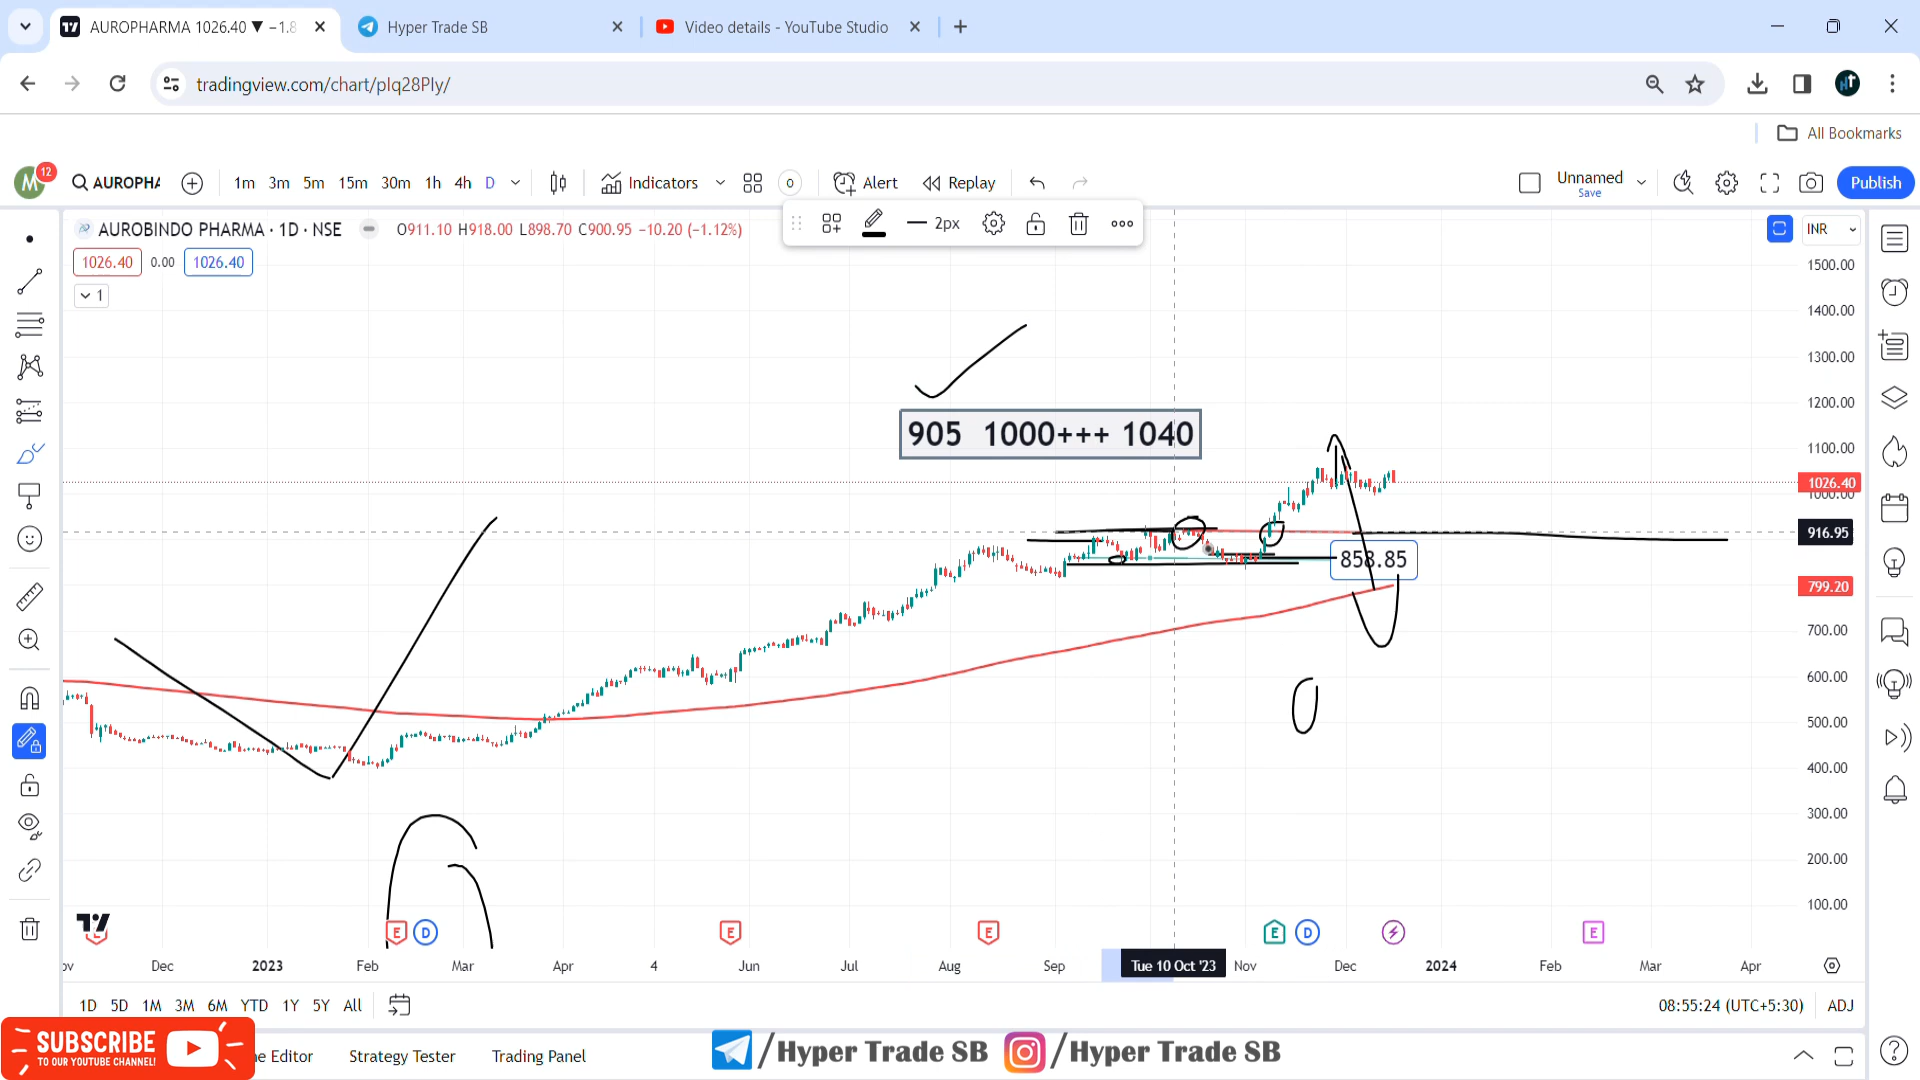 AUROPHARMA 1026.40 ▼ −1.8
Hyper Trade SB
Video details - YouTube Studio
tradingview.com/chart/pIq28PIy/
All Bookmarks
M 12 AUROPHA 1m 3m 5m 15m 30m 1h 4h D Indicators Alert Replay Unnamed Save Publish
AUROBINDO PHARMA · 1D · NSE O911.10 H918.00 L898.70 C900.95 −10.20 (−1.12%)
2px
INR
1026.40 0.00 1026.40
1
1500.00
1400.00
1300.00
1200.00
905 1000+++ 1040
1100.00
1026.40
1000.00
916.95
858.85
799.20
700.00
600.00
500.00
400.00
300.00
200.00
100.00
E D E E E D E
Dec 2023 Feb Mar Apr 4 Jun Jul Aug Sep Tue 10 Oct '23 Nov Dec 2024 Feb Mar Apr
1D 5D 1M 3M 6M YTD 1Y 5Y All 08:55:24 (UTC+5:30) ADJ
SUBSCRIBE
TO OUR YOUTUBE CHANNEL!
ne Editor Strategy Tester Trading Panel
/Hyper Trade SB /Hyper Trade SB